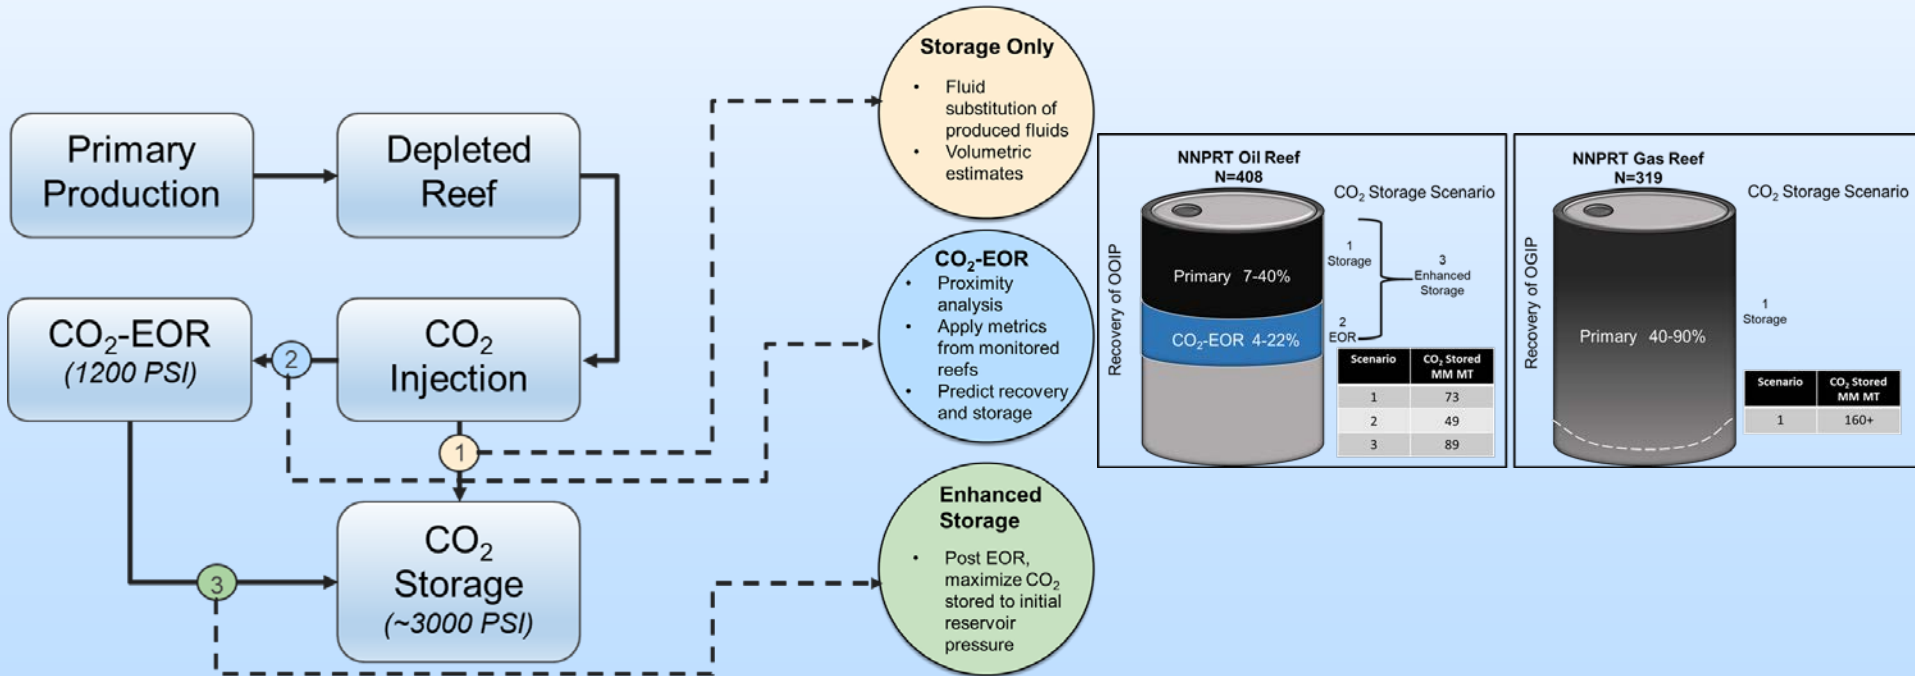 Primary
Production
Depleted
Reef
CO₂-EOR
(1200 PSI)
2
CO₂
Injection
1
3
CO₂
Storage
(~3000 PSI)
Storage Only
• Fluid
substitution of
produced fluids
• Volumetric
estimates
CO₂-EOR
• Proximity
analysis
• Apply metrics
from monitored
reefs
• Predict recovery
and storage
Enhanced
Storage
• Post EOR,
maximize CO₂
stored to initial
reservoir
pressure
NNPRT Oil Reef
N=408
CO₂ Storage Scenario
Recovery of OOIP
Primary 7-40%
CO₂-EOR 4-22%
1
Storage
2
EOR
3
Enhanced
Storage
Scenario CO₂ Stored
MM MT
1 73
2 49
3 89
NNPRT Gas Reef
N=319
CO₂ Storage Scenario
Recovery of OGIP
Primary 40-90%
1
Storage
Scenario CO₂ Stored
MM MT
1 160+